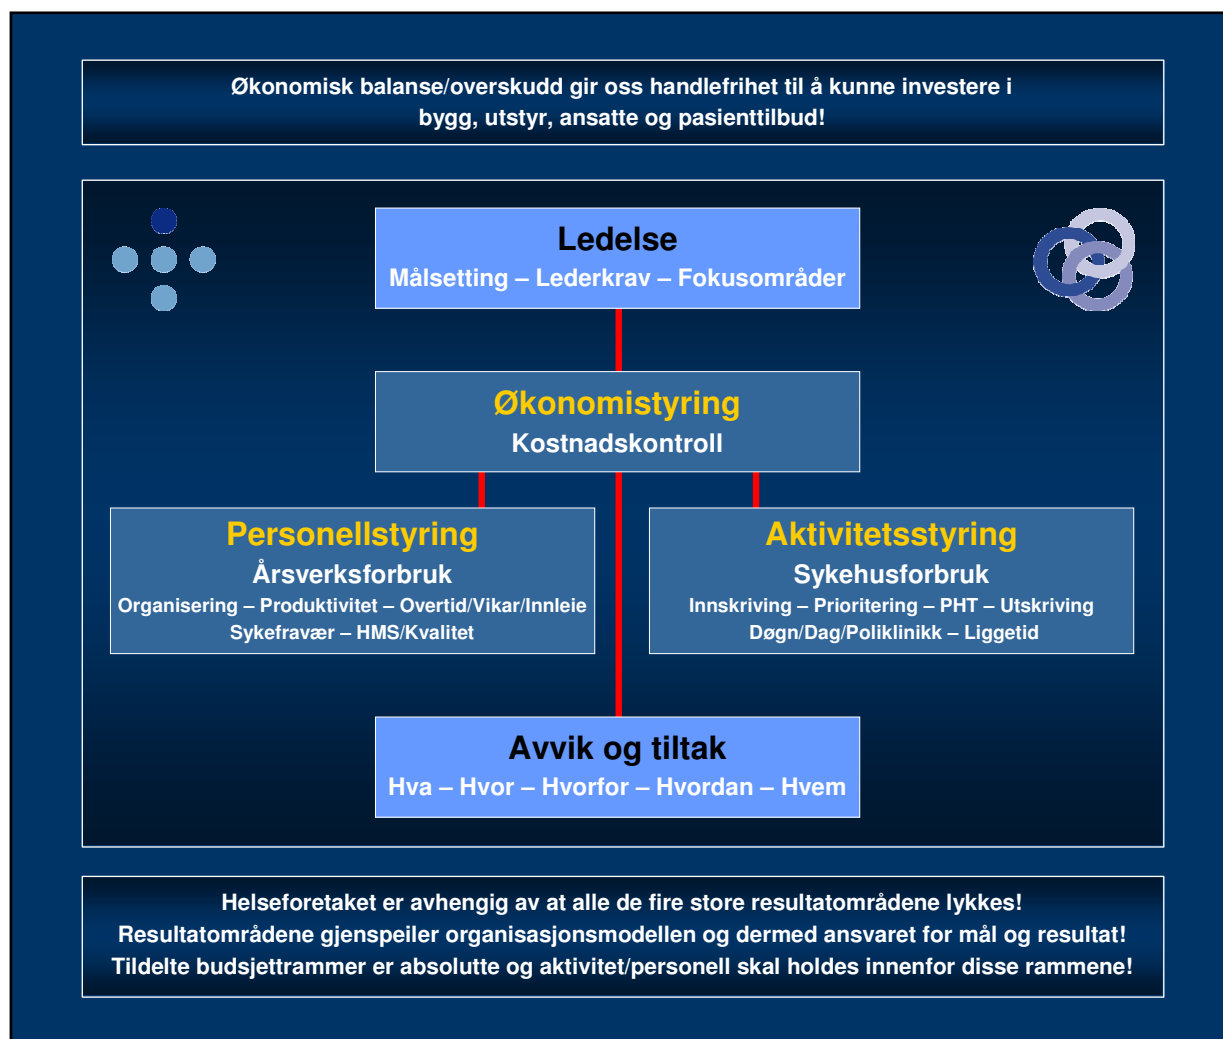 Økonomisk balanse/overskudd gir oss handlefrihet til å kunne investere i
bygg, utstyr, ansatte og pasienttilbud!
Ledelse
Målsetting – Lederkrav – Fokusområder
Økonomistyring
Kostnadskontroll
Personellstyring
Årsverksforbruk
Organisering – Produktivitet – Overtid/Vikar/Innleie
Sykefravær – HMS/Kvalitet
Aktivitetsstyring
Sykehusforbruk
Innskriving – Prioritering – PHT – Utskriving
Døgn/Dag/Poliklinikk – Liggetid
Avvik og tiltak
Hva – Hvor – Hvorfor – Hvordan – Hvem
Helseforetaket er avhengig av at alle de fire store resultatområdene lykkes!
Resultatområdene gjenspeiler organisasjonsmodellen og dermed ansvaret for mål og resultat!
Tildelte budsjettrammer er absolutte og aktivitet/personell skal holdes innenfor disse rammene!